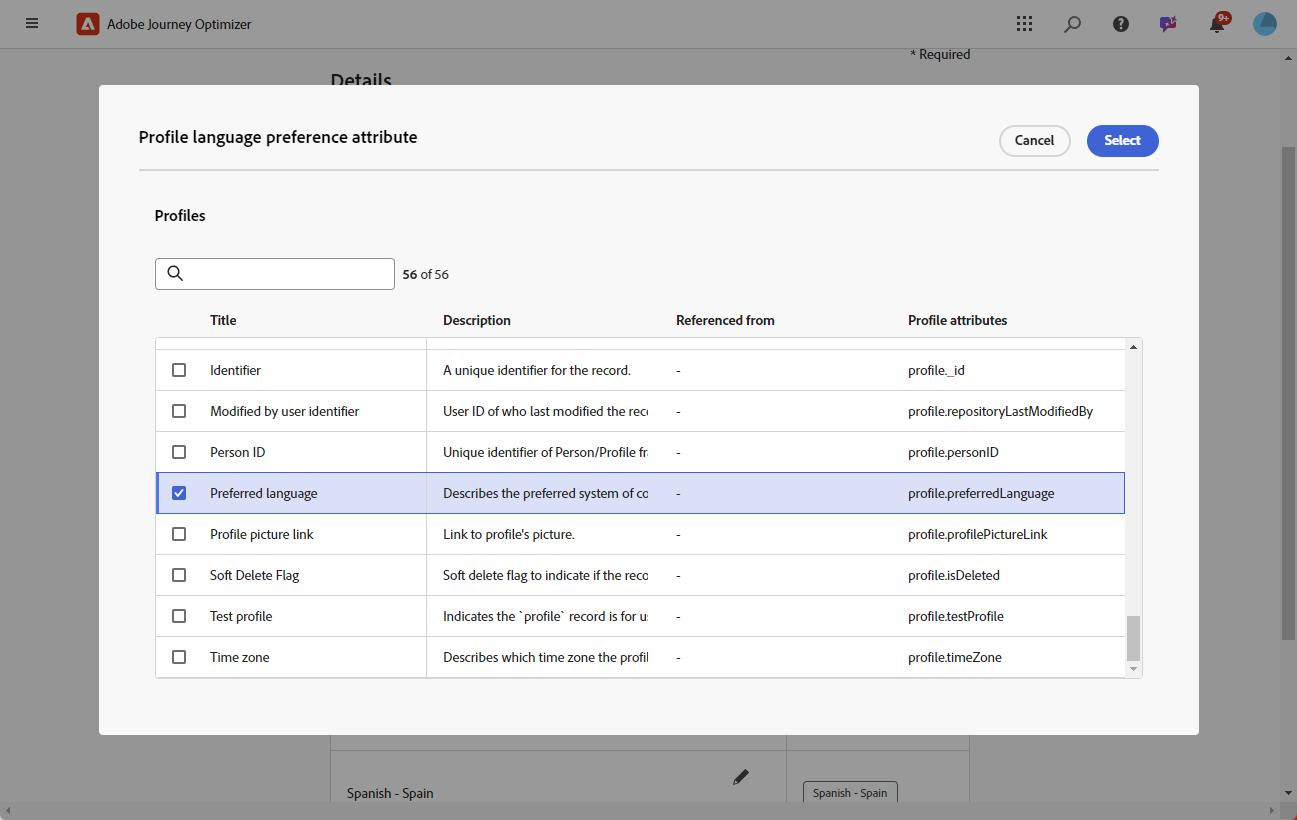 Adobe Journey Optimizer
9+
* Required
Details
Profile language preference attribute
Cancel
Select
Profiles
56 of 56
Title Description Referenced from Profile attributes
Identifier A unique identifier for the record. - profile._id
Modified by user identifier User ID of who last modified the rec - profile.repositoryLastModifiedBy
Person ID Unique identifier of Person/Profile fr - profile.personID
Preferred language Describes the preferred system of co - profile.preferredLanguage
Profile picture link Link to profile's picture. - profile.profilePictureLink
Soft Delete Flag Soft delete flag to indicate if the reco - profile.isDeleted
Test profile Indicates the `profile` record is for u - profile.testProfile
Time zone Describes which time zone the profil - profile.timeZone
Spanish - Spain Spanish - Spain